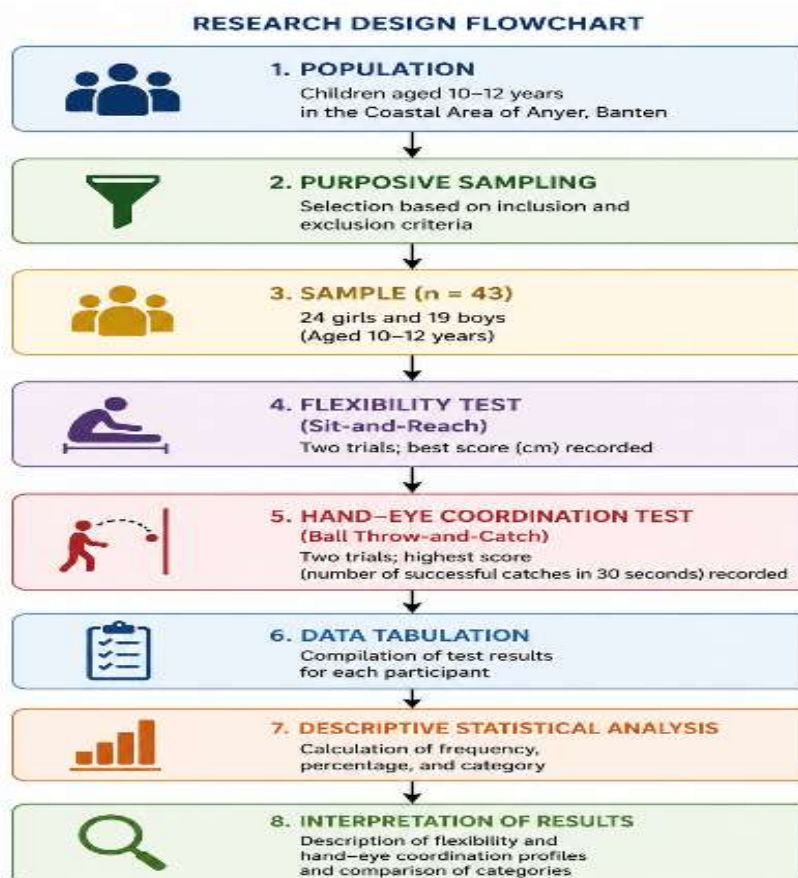 RESEARCH DESIGN FLOWCHART
1. POPULATION
Children aged 10–12 years
in the Coastal Area of Anyer, Banten
2. PURPOSIVE SAMPLING
Selection based on inclusion and
exclusion criteria
3. SAMPLE (n = 43)
24 girls and 19 boys
(Aged 10–12 years)
4. FLEXIBILITY TEST
(Sit-and-Reach)
Two trials; best score (cm) recorded
5. HAND–EYE COORDINATION TEST
(Ball Throw-and-Catch)
Two trials; highest score
(number of successful catches in 30 seconds) recorded
6. DATA TABULATION
Compilation of test results
for each participant
7. DESCRIPTIVE STATISTICAL ANALYSIS
Calculation of frequency,
percentage, and category
8. INTERPRETATION OF RESULTS
Description of flexibility and
hand–eye coordination profiles
and comparison of categories